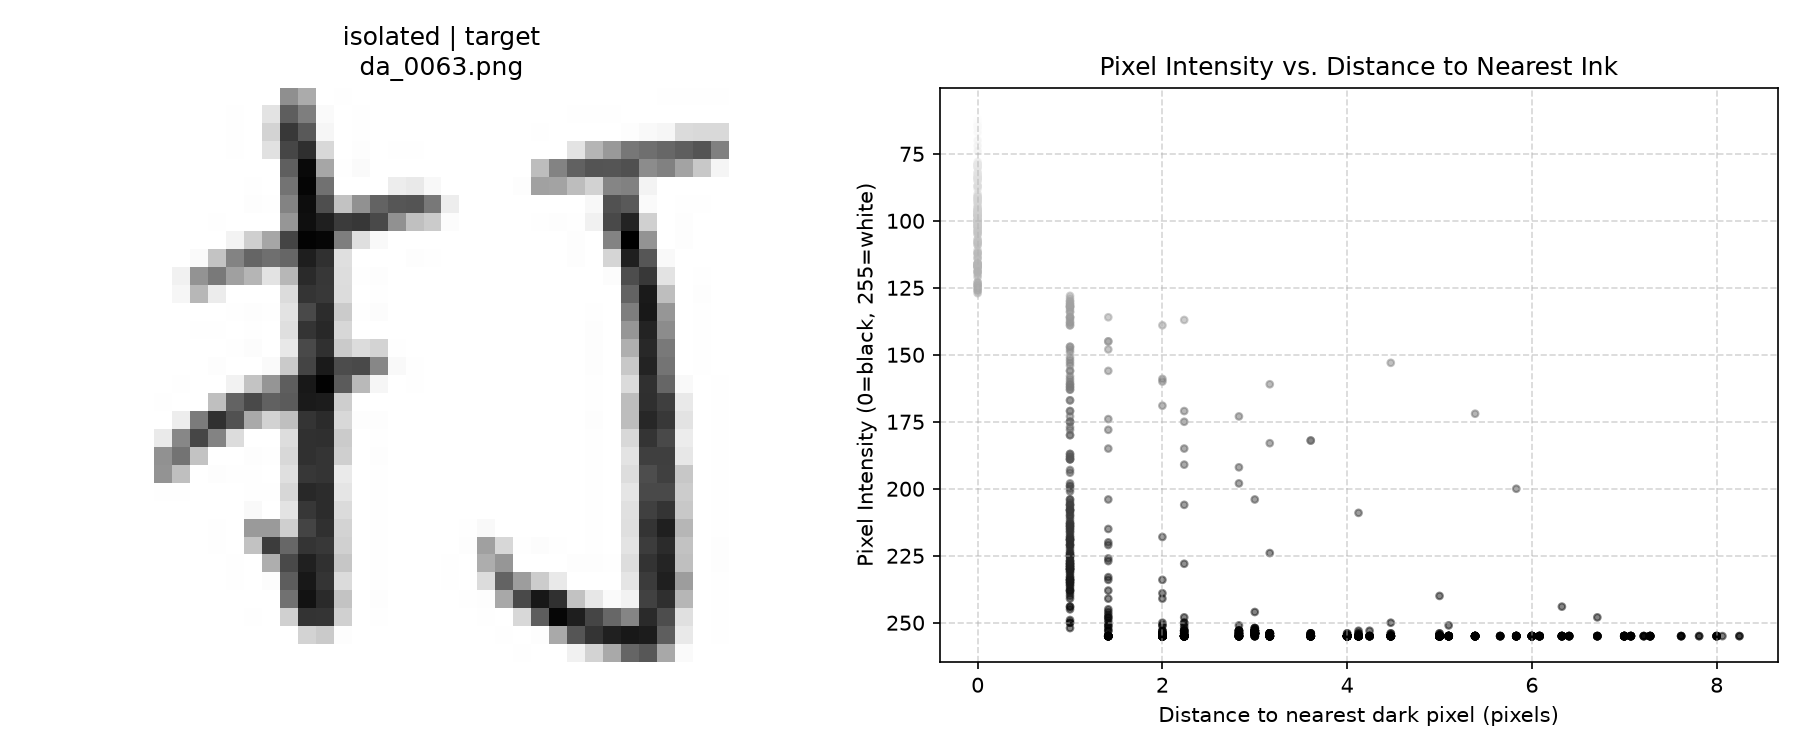 isolated | target
da_0063.png
打
Pixel Intensity vs. Distance to Nearest Ink
Pixel Intensity (0=black, 255=white)
75
100
125
150
175
200
225
250
0 2 4 6 8
Distance to nearest dark pixel (pixels)